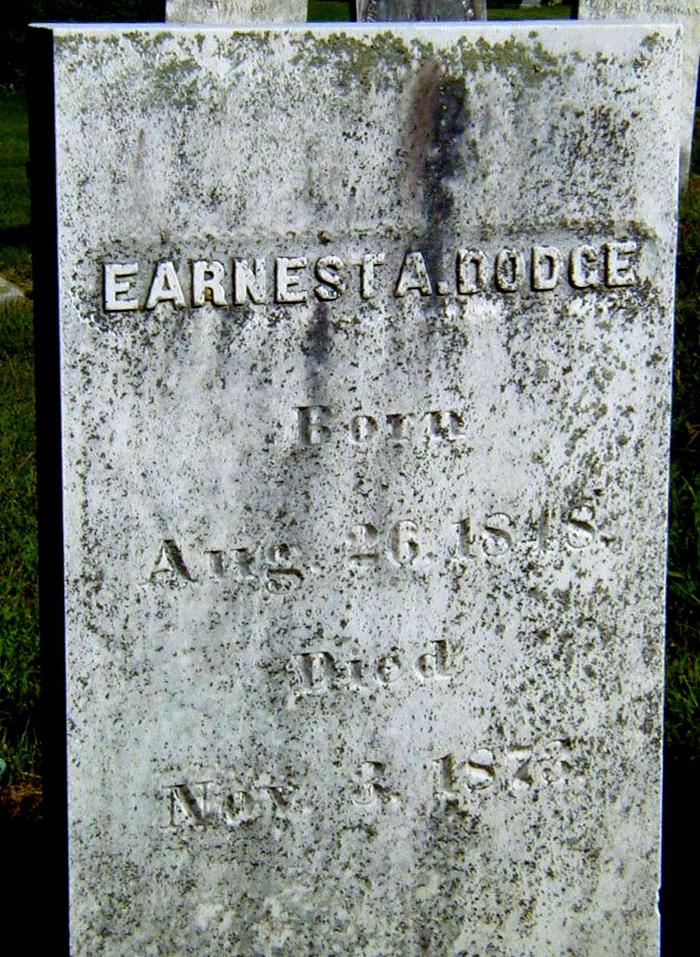 EARNEST A. DODGE
Born
Aug. 26, 1848.
Died
Nov. 3,